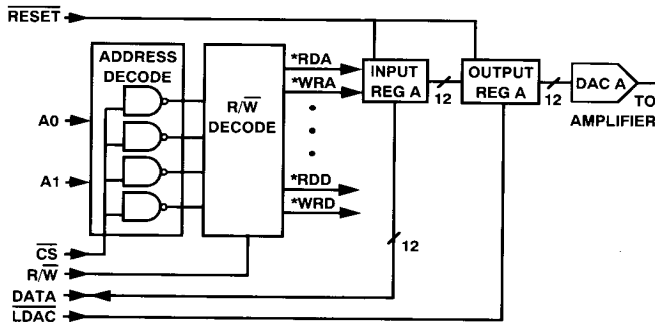 RESET
ADDRESS
DECODE
A0
A1
R/W
DECODE
*RDA
*WRA
*RDD
*WRD
INPUT
REG A
12
OUTPUT
REG A
12
DAC A
TO
AMPLIFIER
12
CS
R/W
DATA
LDAC